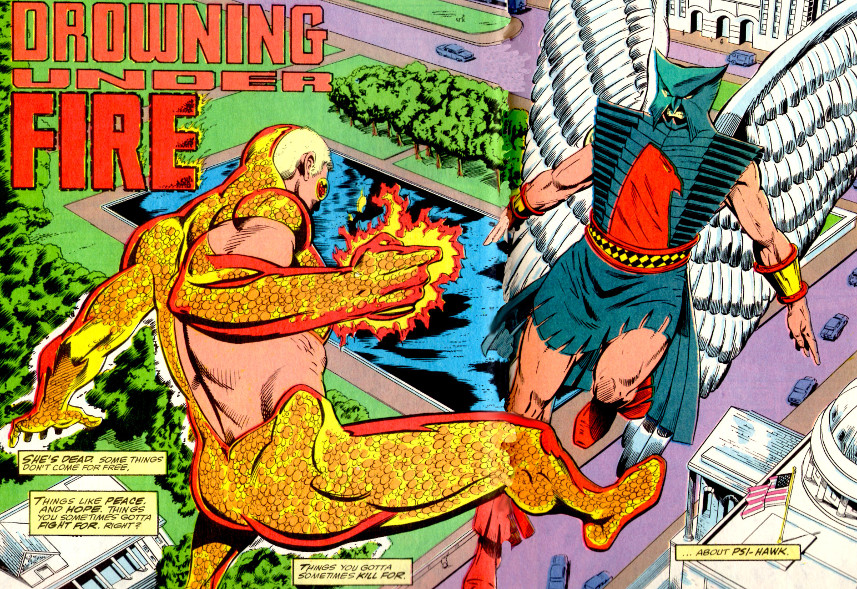 DROWNING
UNDER
FIRE
SHE'S DEAD. SOME THINGS
DON'T COME FOR FREE,
THINGS LIKE PEACE.
AND HOPE. THINGS
YOU SOMETIMES GOTTA
FIGHT FOR, RIGHT?
THINGS YOU GOTTA
SOMETIMES KILL FOR.
... ABOUT PSI-HAWK.